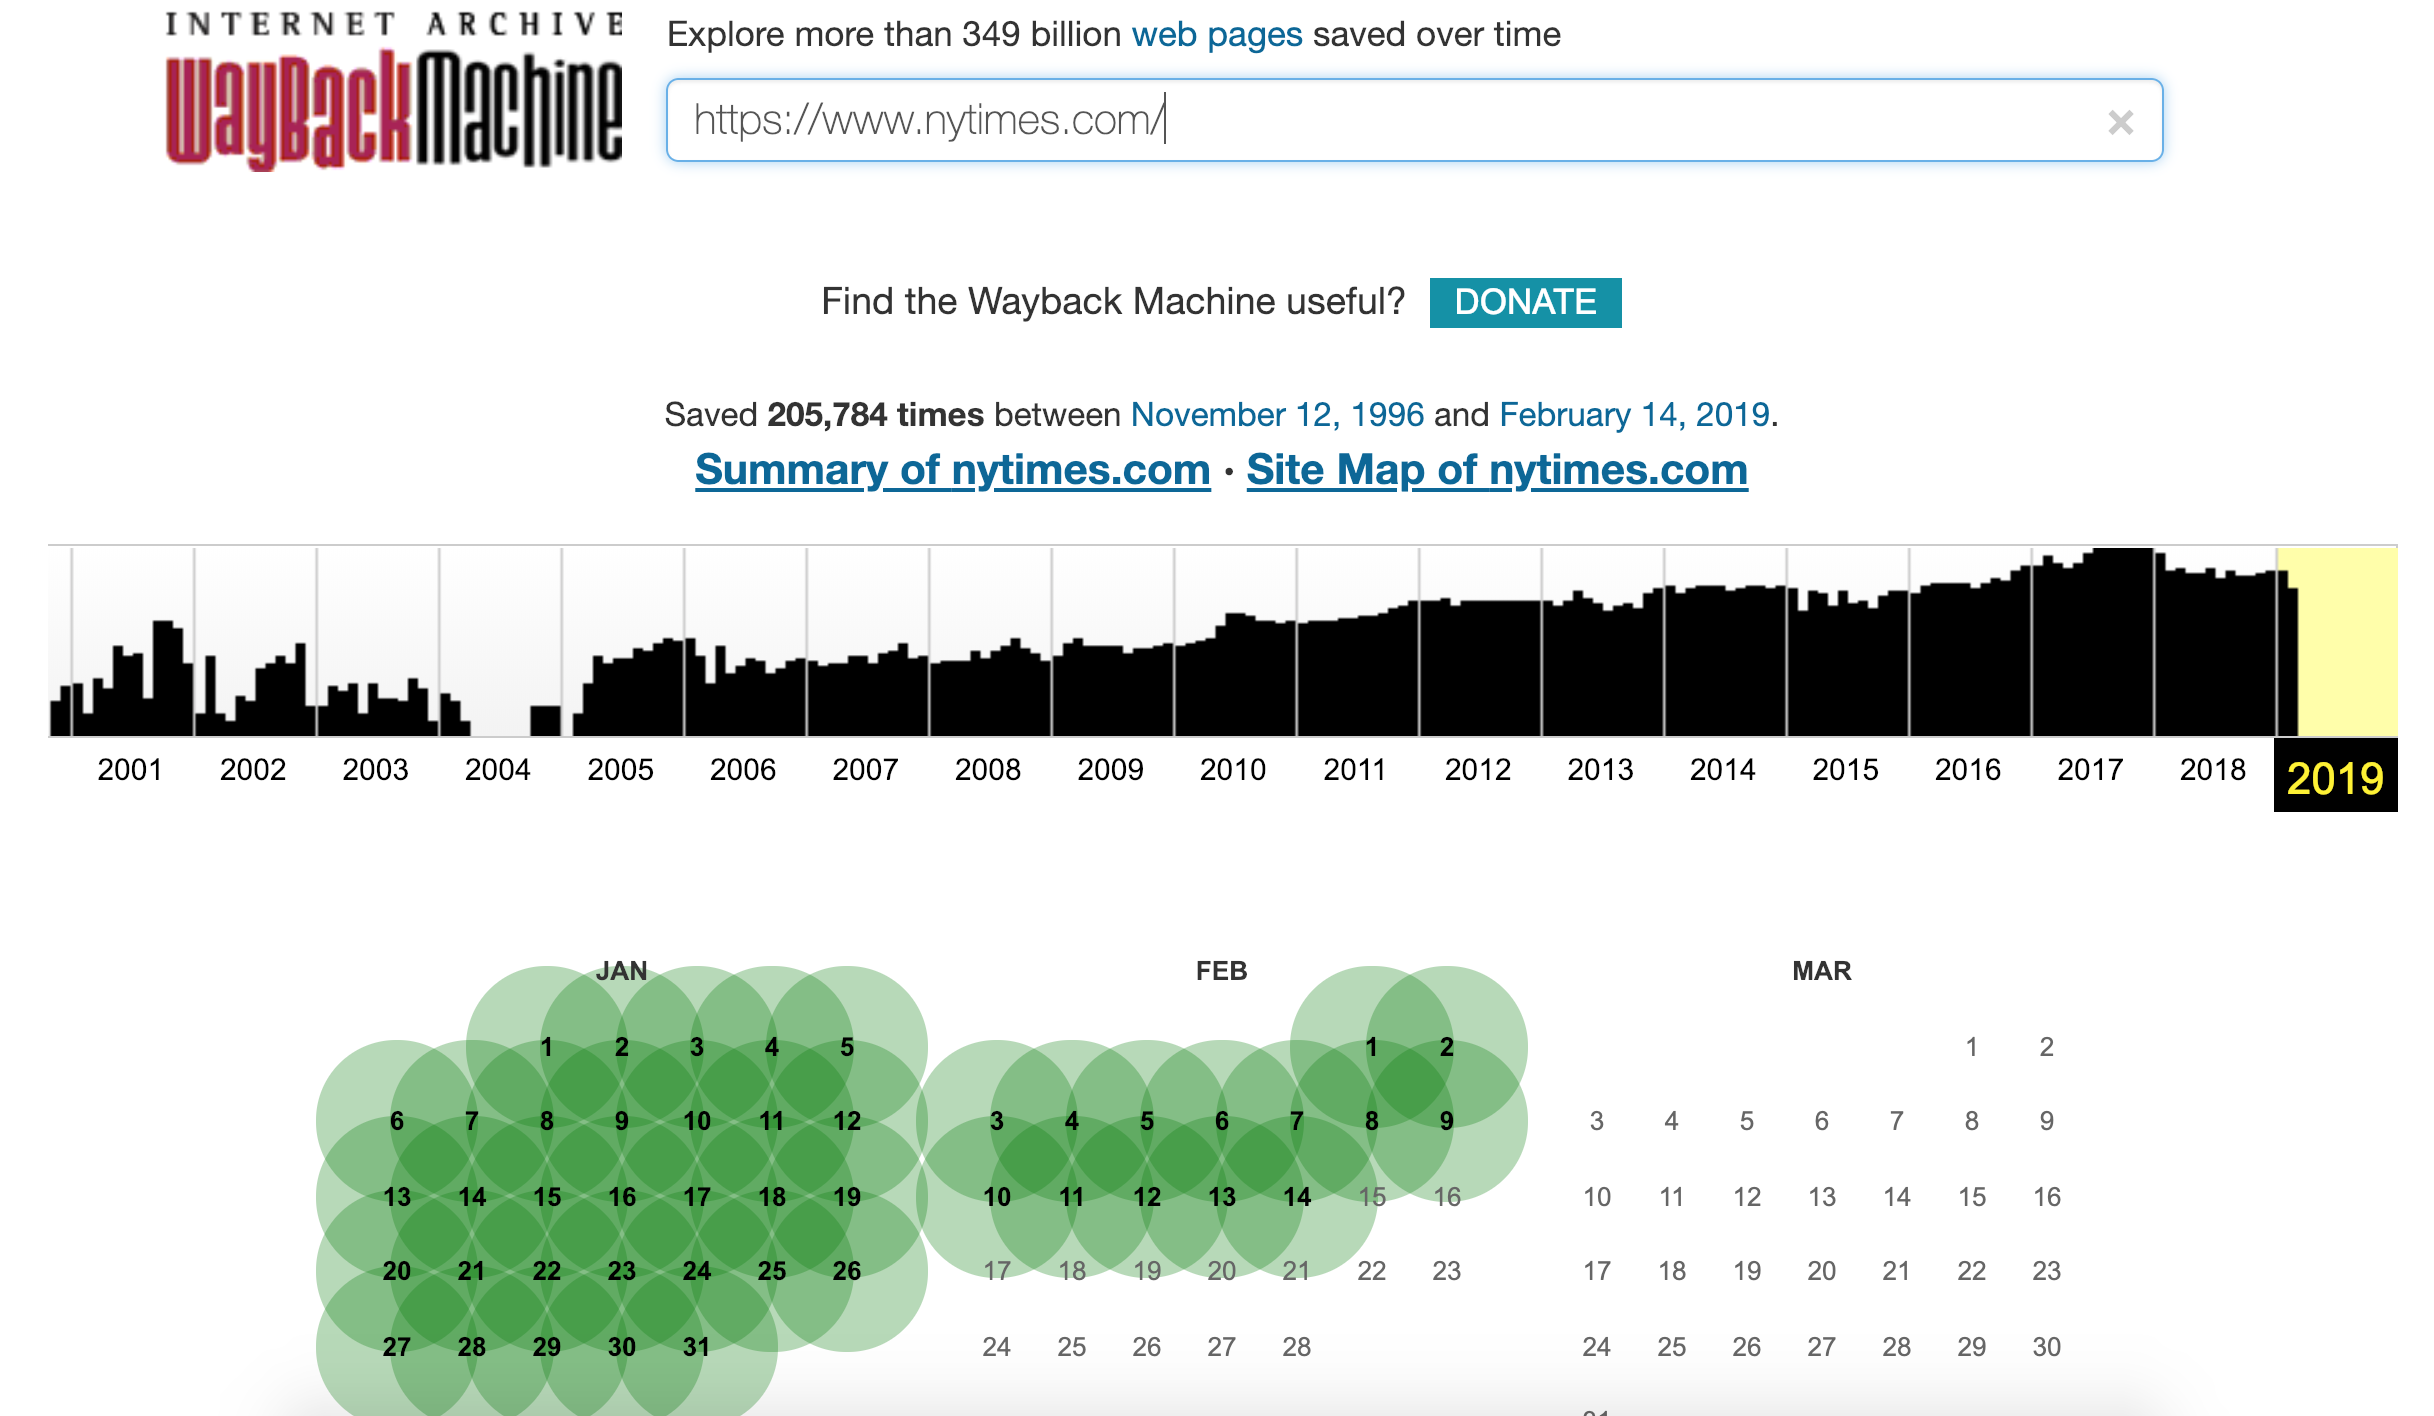 INTERNET ARCHIVE
WayBackMachine
Explore more than 349 billion web pages saved over time
https://www.nytimes.com/
×
Find the Wayback Machine useful? DONATE
Saved 205,784 times between November 12, 1996 and February 14, 2019.
Summary of nytimes.com · Site Map of nytimes.com
2001 2002 2003 2004 2005 2006 2007 2008 2009 2010 2011 2012 2013 2014 2015 2016 2017 2018 2019
JAN
1 2 3 4 5
6 7 8 9 10 11 12
13 14 15 16 17 18 19
20 21 22 23 24 25 26
27 28 29 30 31
FEB
1 2
3 4 5 6 7 8 9
10 11 12 13 14 15 16
17 18 19 20 21 22 23
24 25 26 27 28
MAR
1 2
3 4 5 6 7 8 9
10 11 12 13 14 15 16
17 18 19 20 21 22 23
24 25 26 27 28 29 30
31